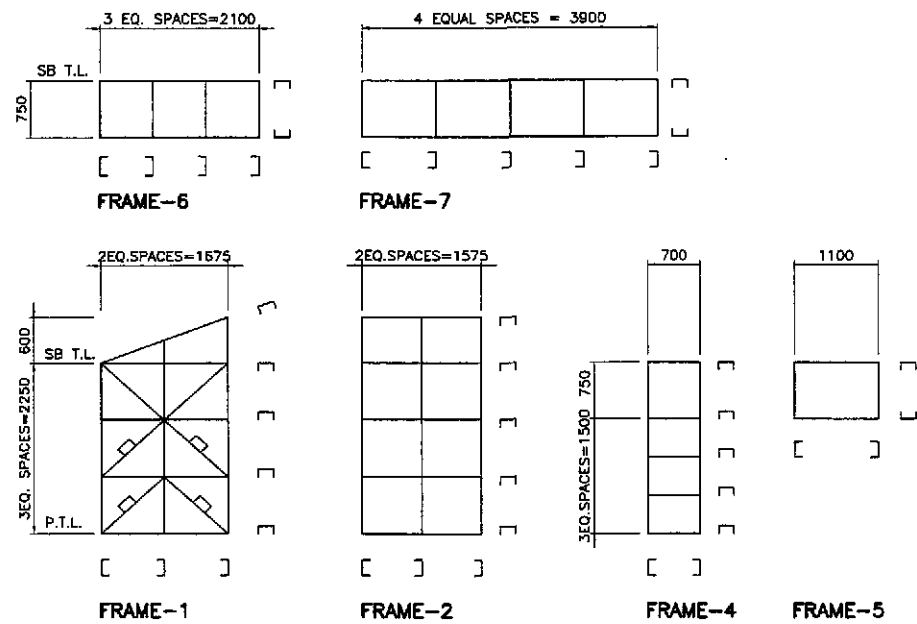 3 EQ. SPACES=2100
4 EQUAL SPACES = 3900
SB T.L.
750
FRAME-6
FRAME-7
2EQ.SPACES=1675
2EQ.SPACES=1575
700
1100
600
SB T.L.
3EQ. SPACES=2250
P.T.L.
750
3EQ.SPACES=1500
FRAME-1
FRAME-2
FRAME-4
FRAME-5